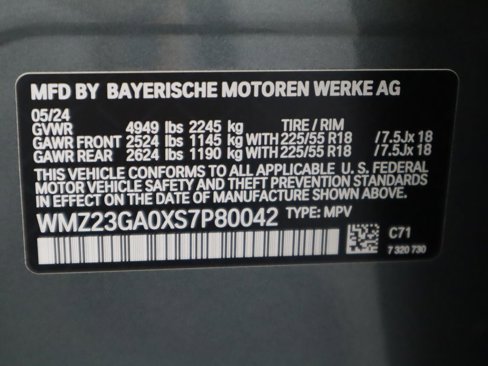 MFD BY BAYERISCHE MOTOREN WERKE AG
05/24
GVWR 4949 lbs 2245 kg TIRE / RIM
GAWR FRONT 2524 lbs 1145 kg WITH 225/55 R18 /7.5Jx 18
GAWR REAR 2624 lbs 1190 kg WITH 225/55 R18 /7.5Jx 18
THIS VEHICLE CONFORMS TO ALL APPLICABLE U. S. FEDERAL
MOTOR VEHICLE SAFETY AND THEFT PREVENTION STANDARDS
IN EFFECT ON THE DATE OF MANUFACTURE SHOWN ABOVE.
WMZ23GA0XS7P80042 TYPE: MPV
C71
7 320 730